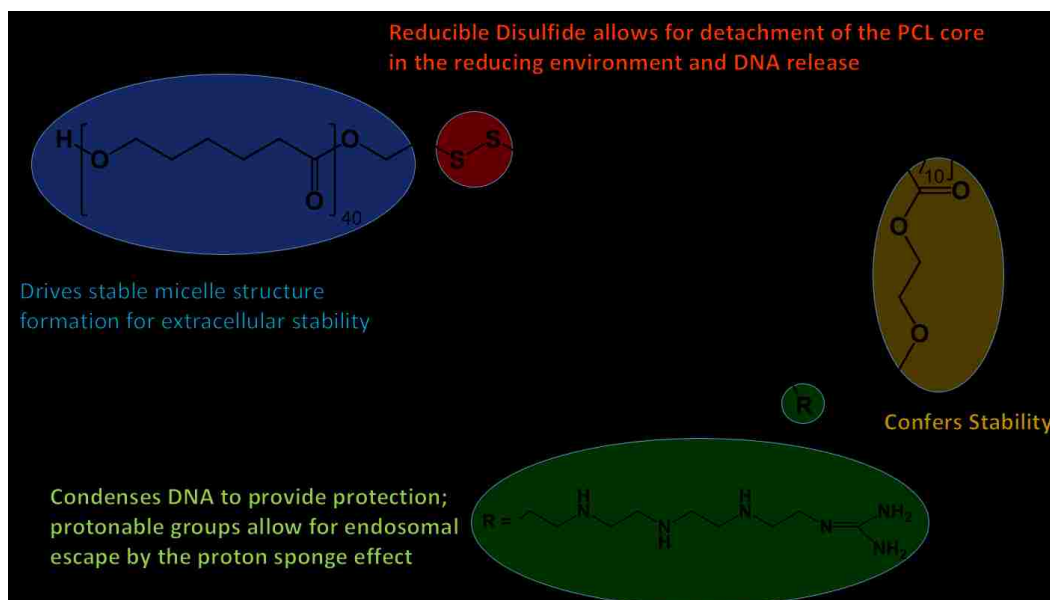 Reducible Disulfide allows for detachment of the PCL core
in the reducing environment and DNA release
H
O
O
O
40
S
S
10
O
O
O
Drives stable micelle structure
formation for extracellular stability
R
Confers Stability
Condenses DNA to provide protection;
protonable groups allow for endosomal
escape by the proton sponge effect
R =
H
N
N
H
H
N
N
NH2
NH2